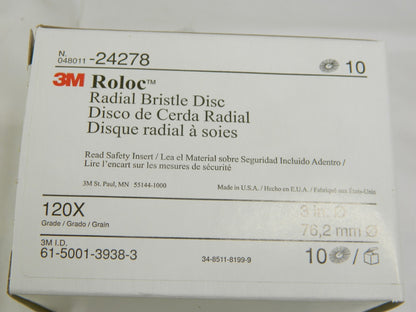 N.
048011 -24278
10
3M Roloc™
Radial Bristle Disc
Disco de Cerda Radial
Disque radial à soies
Read Safety Insert / Lea el Material sobre Seguridad Incluido Adentro /
Lire l'encart sur les mesures de sécurité
3M St. Paul, MN 55144-1000
Made in U.S.A. / Hecho en E.U.A. / Fabriqué aux États-Unis
120X
3 in. Ø
Grade / Grado / Grain
76,2 mm Ø
3M I.D.
61-5001-3938-3
34-8511-8199-9
10 /